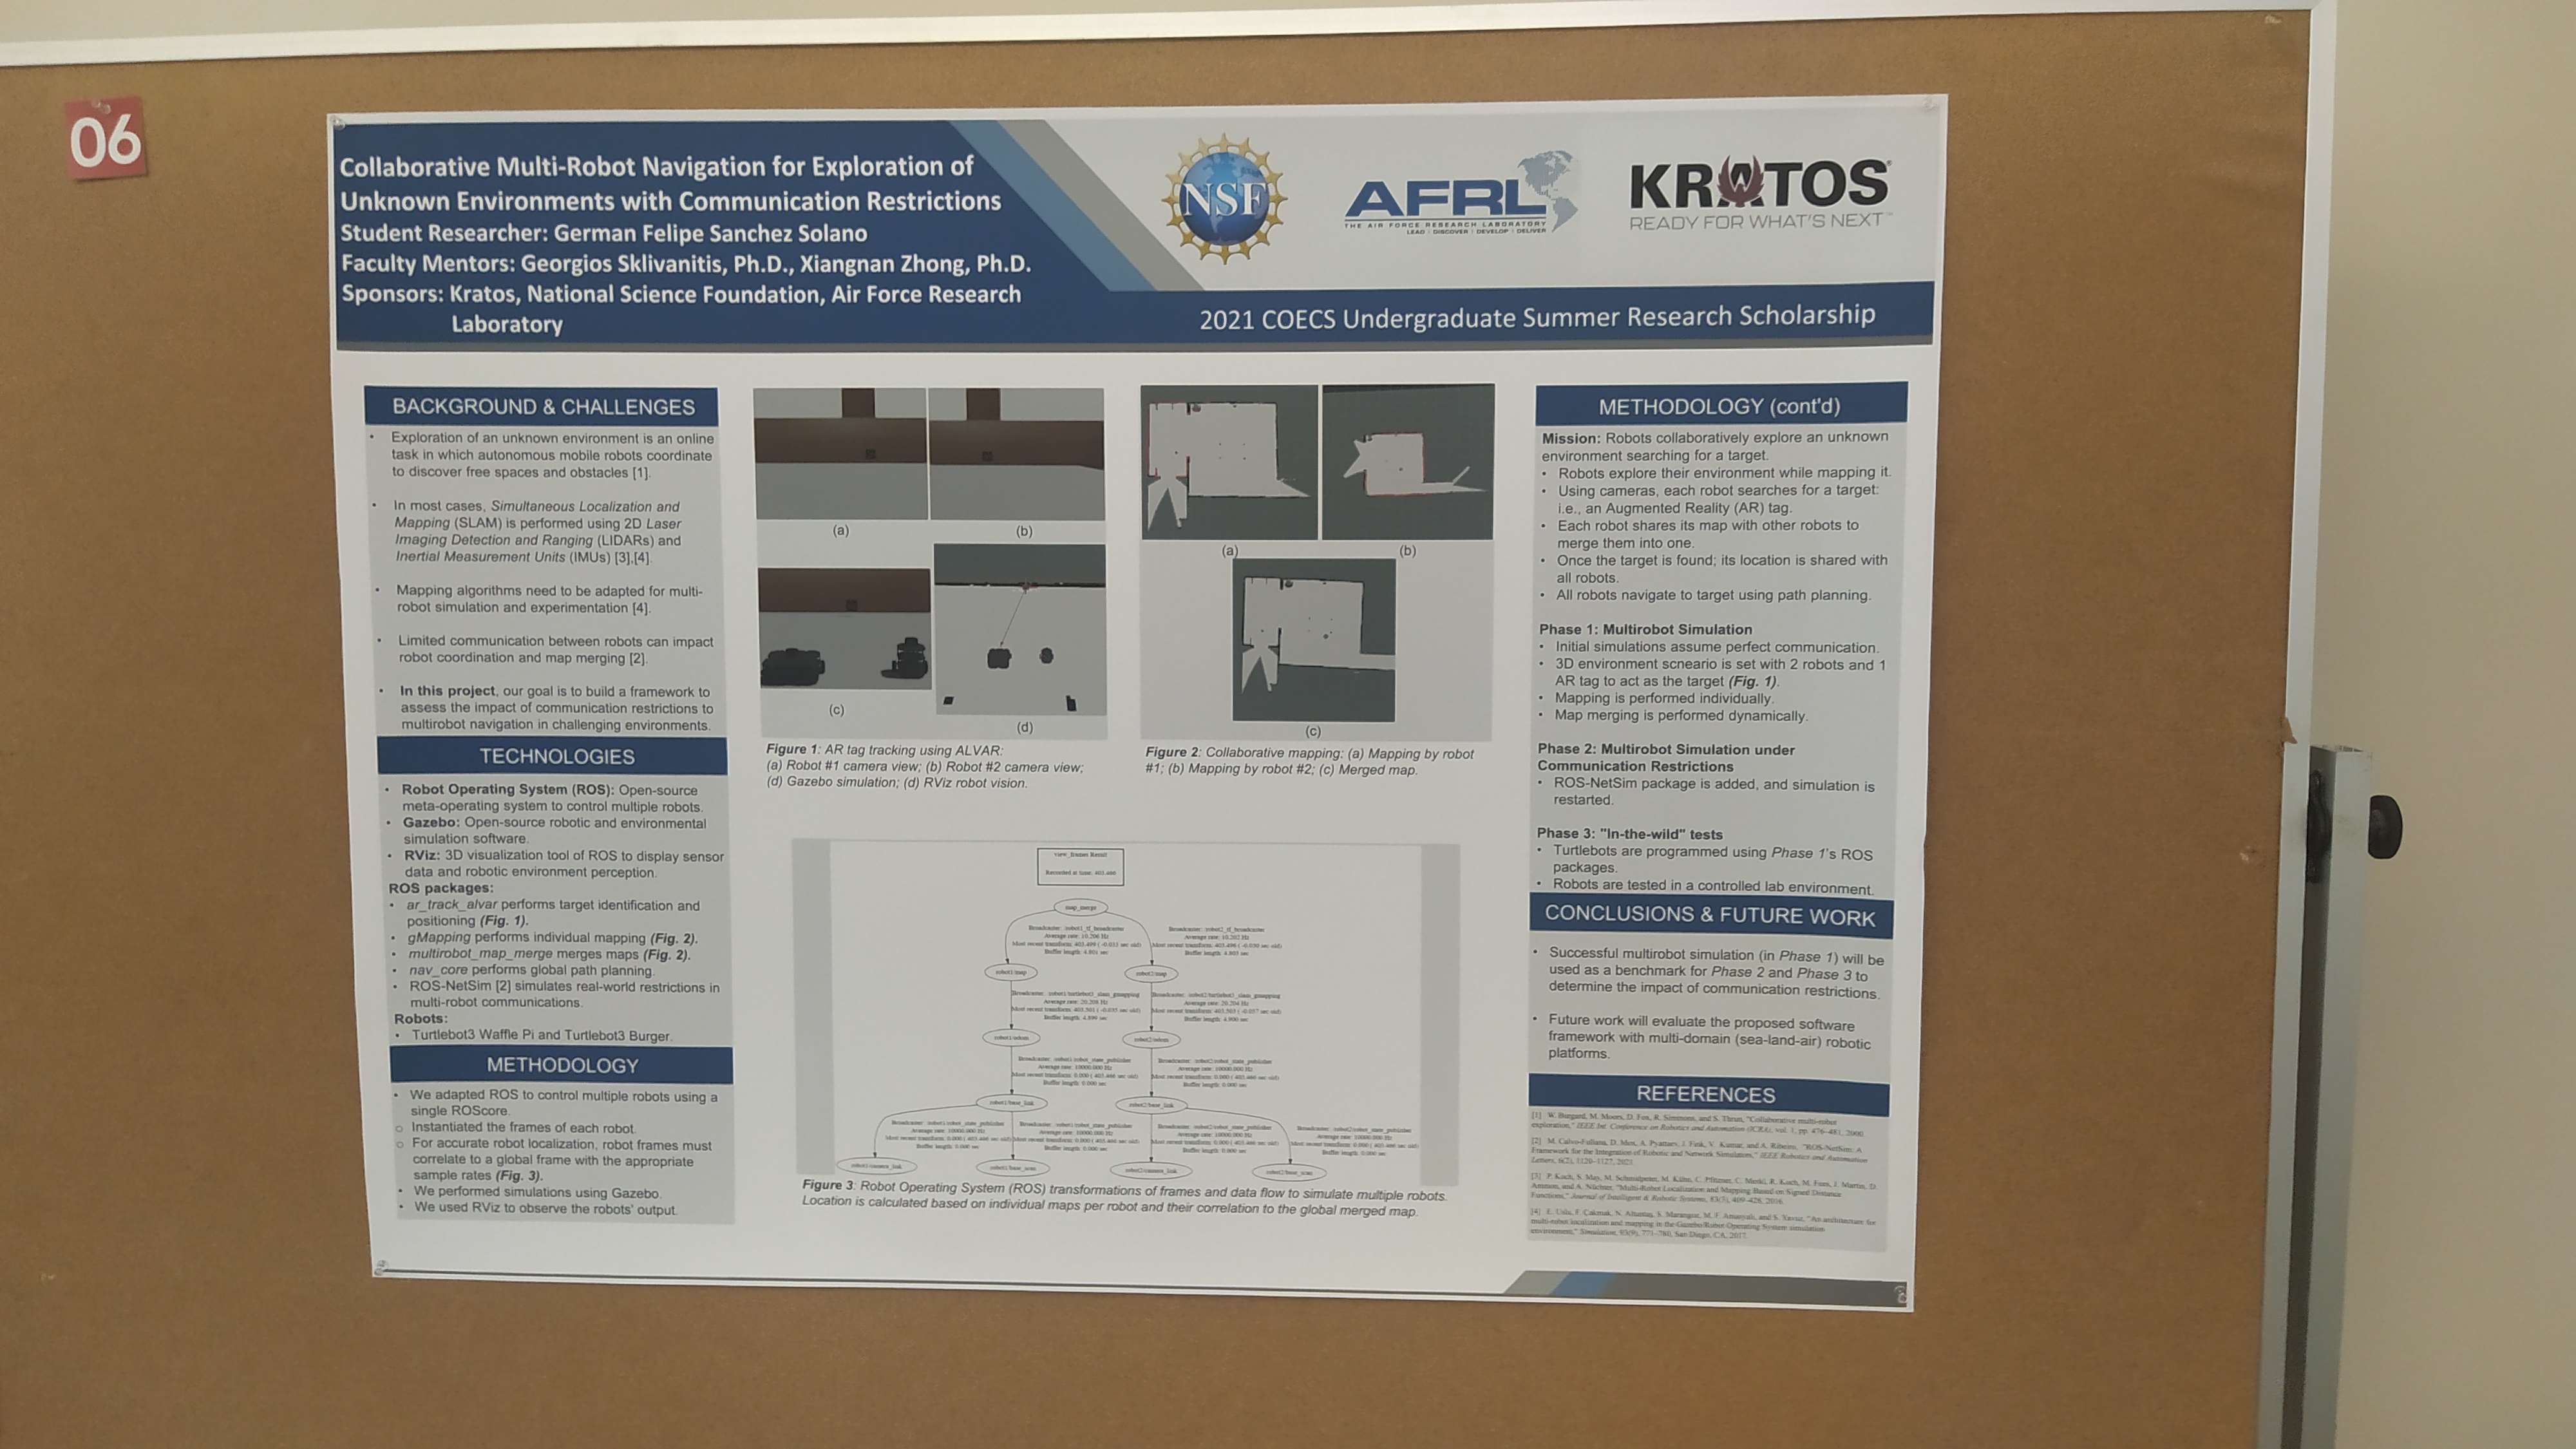 06
Collaborative Multi-Robot Navigation for Exploration of
Unknown Environments with Communication Restrictions
Student Researcher: German Felipe Sanchez Solano
Faculty Mentors: Georgios Sklivanitis, Ph.D., Xiangnan Zhong, Ph.D.
Sponsors: Kratos, National Science Foundation, Air Force Research
Laboratory
NSF
AFRL
THE AIR FORCE RESEARCH LABORATORY
LEAD | DISCOVER | DEVELOP | DELIVER
KRATOS
READY FOR WHAT'S NEXT
2021 COECS Undergraduate Summer Research Scholarship
BACKGROUND & CHALLENGES
• Exploration of an unknown environment is an online
task in which autonomous mobile robots coordinate
to discover free spaces and obstacles [1].
• In most cases, Simultaneous Localization and
Mapping (SLAM) is performed using 2D Laser
Imaging Detection and Ranging (LIDARs) and
Inertial Measurement Units (IMUs) [3],[4].
• Mapping algorithms need to be adapted for multi-
robot simulation and experimentation [4].
• Limited communication between robots can impact
robot coordination and map merging [2].
• In this project, our goal is to build a framework to
assess the impact of communication restrictions to
multirobot navigation in challenging environments.
TECHNOLOGIES
• Robot Operating System (ROS): Open-source
meta-operating system to control multiple robots.
• Gazebo: Open-source robotic and environmental
simulation software.
• RViz: 3D visualization tool of ROS to display sensor
data and robotic environment perception.
ROS packages:
• ar_track_alvar performs target identification and
positioning (Fig. 1).
• gMapping performs individual mapping (Fig. 2).
• multirobot_map_merge merges maps (Fig. 2).
• nav_core performs global path planning.
• ROS-NetSim [2] simulates real-world restrictions in
multi-robot communications.
Robots:
• Turtlebot3 Waffle Pi and Turtlebot3 Burger.
METHODOLOGY
• We adapted ROS to control multiple robots using a
single ROScore.
o Instantiated the frames of each robot.
o For accurate robot localization, robot frames must
correlate to a global frame with the appropriate
sample rates (Fig. 3).
• We performed simulations using Gazebo.
• We used RViz to observe the robots' output.
(a)
(b)
(c)
(d)
Figure 1: AR tag tracking using ALVAR:
(a) Robot #1 camera view; (b) Robot #2 camera view;
(d) Gazebo simulation; (d) RViz robot vision.
(a)
(b)
(c)
Figure 2: Collaborative mapping: (a) Mapping by robot
#1; (b) Mapping by robot #2; (c) Merged map.
view_frames Result
Recorded at time: 403.466
map_merge
robot1/map
robot2/map
robot1/odom
robot2/odom
robot1/base_link
robot2/base_link
robot1/camera_link
robot1/base_scan
robot2/camera_link
robot2/base_scan
Figure 3: Robot Operating System (ROS) transformations of frames and data flow to simulate multiple robots.
Location is calculated based on individual maps per robot and their correlation to the global merged map.
METHODOLOGY (cont'd)
Mission: Robots collaboratively explore an unknown
environment searching for a target.
• Robots explore their environment while mapping it.
• Using cameras, each robot searches for a target:
i.e., an Augmented Reality (AR) tag.
• Each robot shares its map with other robots to
merge them into one.
• Once the target is found; its location is shared with
all robots.
• All robots navigate to target using path planning.
Phase 1: Multirobot Simulation
• Initial simulations assume perfect communication.
• 3D environment scneario is set with 2 robots and 1
AR tag to act as the target (Fig. 1).
• Mapping is performed individually.
• Map merging is performed dynamically.
Phase 2: Multirobot Simulation under
Communication Restrictions
• ROS-NetSim package is added, and simulation is
restarted.
Phase 3: "In-the-wild" tests
• Turtlebots are programmed using Phase 1's ROS
packages.
• Robots are tested in a controlled lab environment.
CONCLUSIONS & FUTURE WORK
• Successful multirobot simulation (in Phase 1) will be
used as a benchmark for Phase 2 and Phase 3 to
determine the impact of communication restrictions.
• Future work will evaluate the proposed software
framework with multi-domain (sea-land-air) robotic
platforms.
REFERENCES
[1] W. Burgard, M. Moors, D. Fox, R. Simmons, and S. Thrun, "Collaborative multi-robot
exploration," IEEE Int. Conference on Robotics and Automation (ICRA), vol. 1, pp. 476-481, 2000.
[2] M. Calvo-Fullana, D. Mox, A. Pyattaev, J. Fink, V. Kumar, and A. Ribeiro, "ROS-NetSim: A
Framework for the Integration of Robotic and Network Simulators," IEEE Robotics and Automation
Letters, 6(2), 1120-1127, 2021.
[3] P. Koch, S. May, M. Schmidpeter, M. Kühn, C. Pfitzner, C. Merkl, R. Koch, M. Fees, J. Martin, D.
Ammon, and A. Nüchter, "Multi-Robot Localization and Mapping Based on Signed Distance
Functions," Journal of Intelligent & Robotic Systems, 83(3), 409-428, 2016.
[4] E. Uslu, F. Çakmak, N. Altuntaş, S. Marangoz, M. F. Amasyali, and S. Yavuz, "An architecture for
multi-robot localization and mapping in the Gazebo/Robot Operating System simulation
environment," Simulation, 93(9), 771-780, San Diego, CA, 2017.